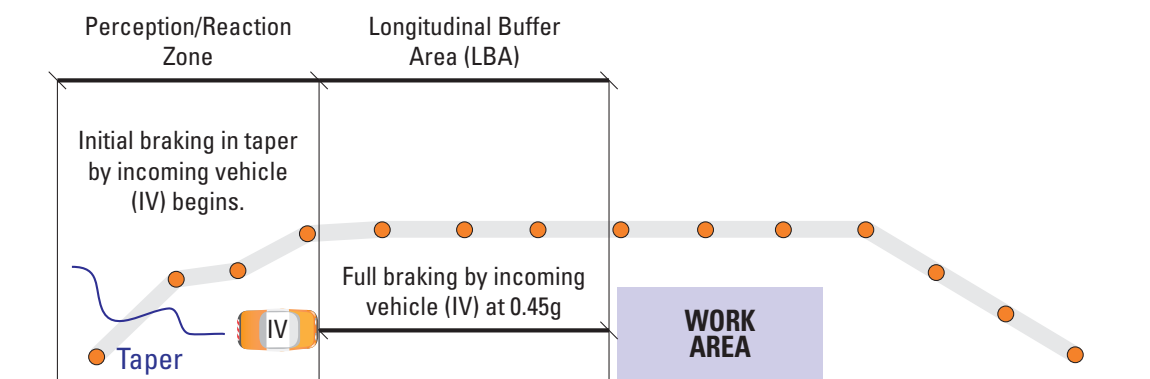 Perception/Reaction
Zone
Longitudinal Buffer
Area (LBA)
Initial braking in taper
by incoming vehicle
(IV) begins.
Full braking by incoming
vehicle (IV) at 0.45g
IV
Taper
WORK
AREA